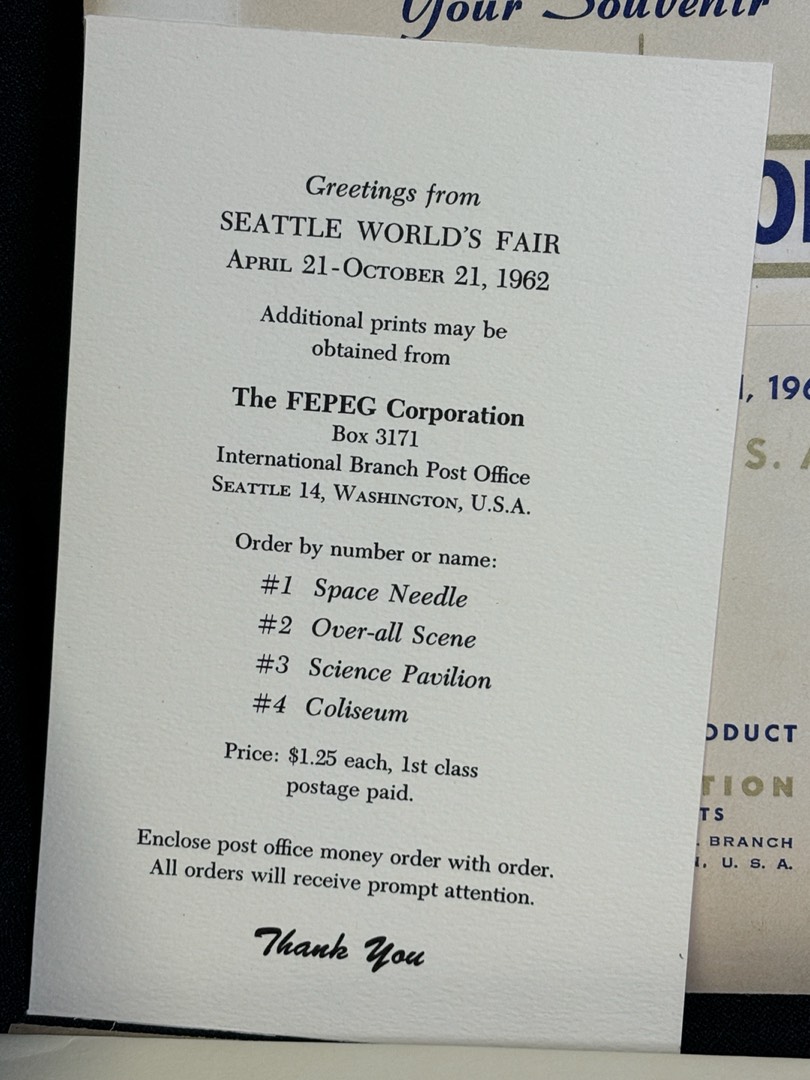 Your Souvenir
Greetings from
SEATTLE WORLD'S FAIR
APRIL 21-OCTOBER 21, 1962
Additional prints may be
obtained from
The FEPEG Corporation
Box 3171
International Branch Post Office
SEATTLE 14, WASHINGTON, U.S.A.
Order by number or name:
#1 Space Needle
#2 Over-all Scene
#3 Science Pavilion
#4 Coliseum
Price: $1.25 each, 1st class
postage paid.
Enclose post office money order with order.
All orders will receive prompt attention.
Thank You
BRANCH
U. S. A.